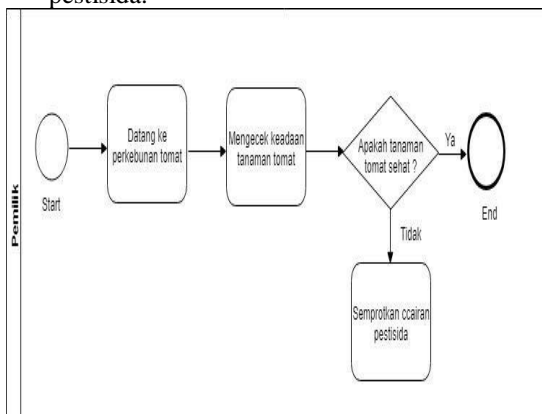 pestisida.
Pemilik
Start
Datang ke
perkebunan tomat
Mengecek keadaan
tanaman tomat
Apakah tanaman
tomat sehat ?
Ya
End
Tidak
Semprotkan ccairan
pestisida